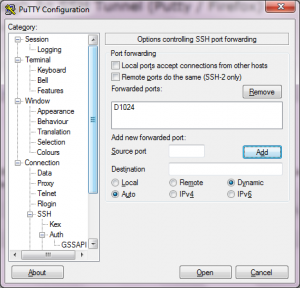 Tunnel (Putty / Firefox
PuTTY Configuration
Category:
Session
Logging
Terminal
Keyboard
Bell
Features
Window
Appearance
Behaviour
Translation
Selection
Colours
Connection
Data
Proxy
Telnet
Rlogin
SSH
Kex
Auth
GSSAPI
Options controlling SSH port forwarding
Port forwarding
Local ports accept connections from other hosts
Remote ports do the same (SSH-2 only)
Forwarded ports:
Remove
D1024
Add new forwarded port:
Source port
Add
Destination
Local Remote Dynamic
Auto IPv4 IPv6
About
Open
Cancel